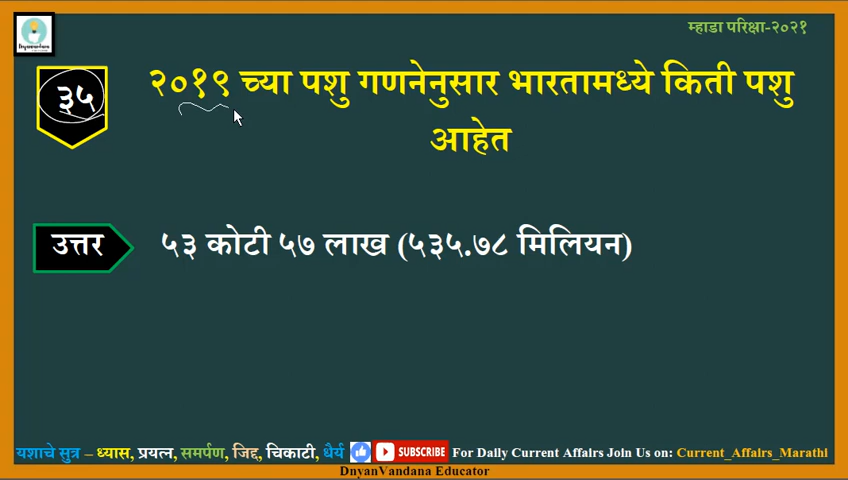 म्हाडा परिक्षा-२०२१
३५
२०१९ च्या पशु गणनेनुसार भारतामध्ये किती पशु
आहेत
उत्तर
५३ कोटी ५७ लाख (५३५.७८ मिलियन)
यशाचे सुत्र – ध्यास, प्रयत्न, समर्पण, जिद्द, चिकाटी, धैर्य SUBSCRIBE For Daily Current Affairs Join Us on: Current_Affairs_Marathi
DnyanVandana Educator